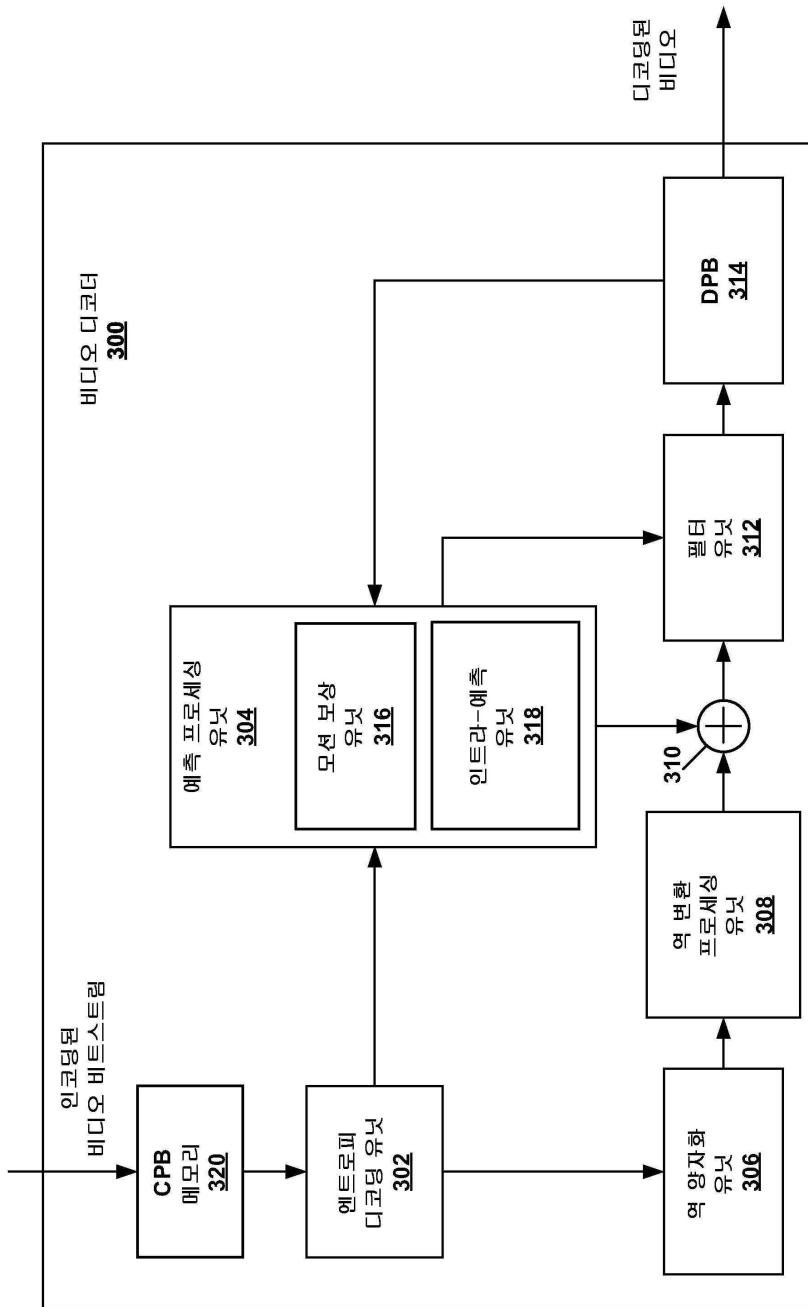 인코딩된
비디오 비트스트림
비디오 디코더
300
디코딩된
비디오
CPB
메모리
320
엔트로피
디코딩 유닛
302
예측 프로세싱
유닛
304
모션 보상
유닛
316
인트라-예측
유닛
318
역 양자화
유닛
306
역 변환
프로세싱
유닛
308
310
필터
유닛
312
DPB
314